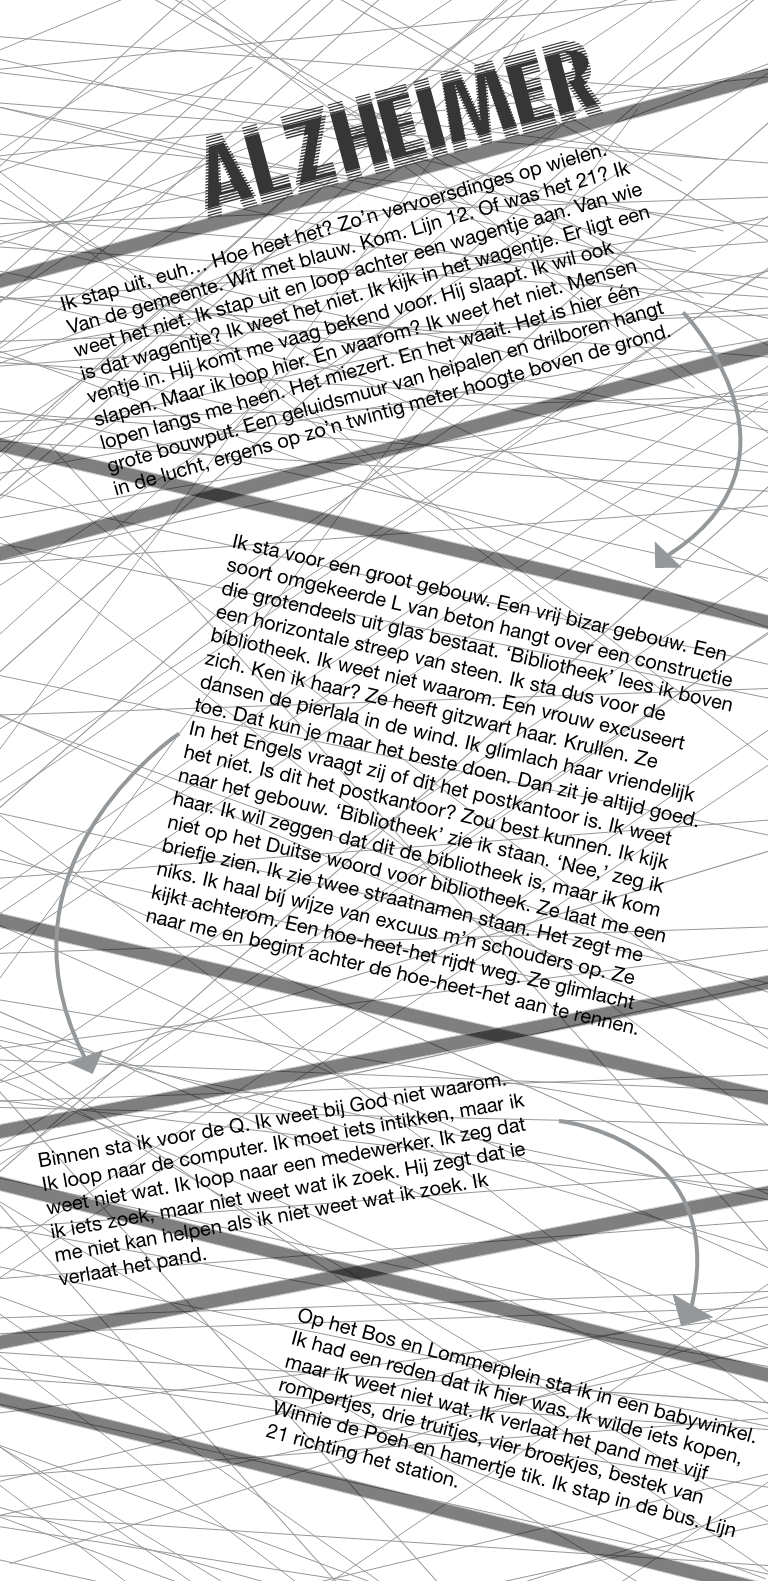 ALZHEIMER
Ik stap uit, euh… Hoe heet het? Zo’n vervoersdinges op wielen.
Van de gemeente. Wit met blauw. Kom. Lijn 12. Of was het 21? Ik
weet het niet. Ik stap uit en loop achter een wagentje aan. Van wie
is dat wagentje? Ik weet het niet. Ik kijk in het wagentje. Er ligt een
ventje in. Hij komt me vaag bekend voor. Hij slaapt. Ik wil ook
slapen. Maar ik loop hier. En waarom? Ik weet het niet. Mensen
lopen langs me heen. Het miezert. En het waait. Het is hier één
grote bouwput. Een geluidsmuur van heipalen en drilboren hangt
in de lucht, ergens op zo’n twintig meter hoogte boven de grond.
Ik sta voor een groot gebouw. Een vrij bizar gebouw. Een
soort omgekeerde L van beton hangt over een constructie
die grotendeels uit glas bestaat. ‘Bibliotheek’ lees ik boven
een horizontale streep van steen. Ik sta dus voor de
bibliotheek. Ik weet niet waarom. Een vrouw excuseert
zich. Ken ik haar? Ze heeft gitzwart haar. Krullen. Ze
dansen de pierlala in de wind. Ik glimlach haar vriendelijk
toe. Dat kun je maar het beste doen. Dan zit je altijd goed.
In het Engels vraagt zij of dit het postkantoor is. Ik weet
het niet. Is dit het postkantoor? Zou best kunnen. Ik kijk
naar het gebouw. ‘Bibliotheek’ zie ik staan. ‘Nee,’ zeg ik
haar. Ik wil zeggen dat dit de bibliotheek is, maar ik kom
niet op het Duitse woord voor bibliotheek. Ze laat me een
briefje zien. Ik zie twee straatnamen staan. Het zegt me
niks. Ik haal bij wijze van excuus m’n schouders op. Ze
kijkt achterom. Een hoe-heet-het rijdt weg. Ze glimlacht
naar me en begint achter de hoe-heet-het aan te rennen.
Binnen sta ik voor de Q. Ik weet bij God niet waarom.
Ik loop naar de computer. Ik moet iets intikken, maar ik
weet niet wat. Ik loop naar een medewerker. Ik zeg dat
ik iets zoek, maar niet weet wat ik zoek. Hij zegt dat ie
me niet kan helpen als ik niet weet wat ik zoek. Ik
verlaat het pand.
Op het Bos en Lommerplein sta ik in een babywinkel.
Ik had een reden dat ik hier was. Ik wilde iets kopen,
maar ik weet niet wat. Ik verlaat het pand met vijf
rompertjes, drie truitjes, vier broekjes, bestek van
Winnie de Poeh en hamertje tik. Ik stap in de bus. Lijn
21 richting het station.